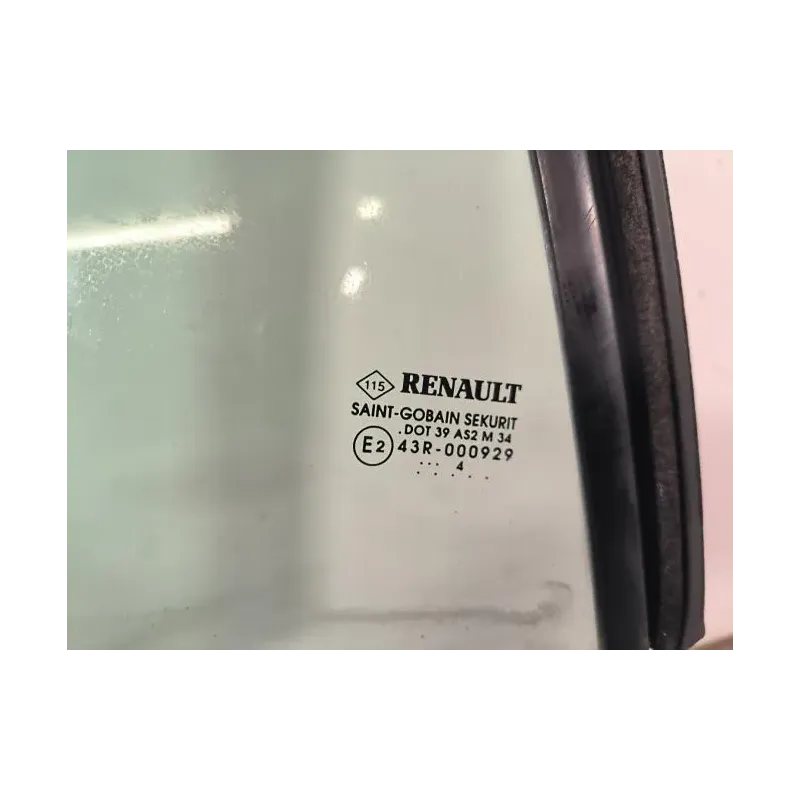 115 RENAULT
SAINT-GOBAIN SEKURIT
.DOT 39 AS2 M 34
E2 43R-000929
... 4
.. . . .